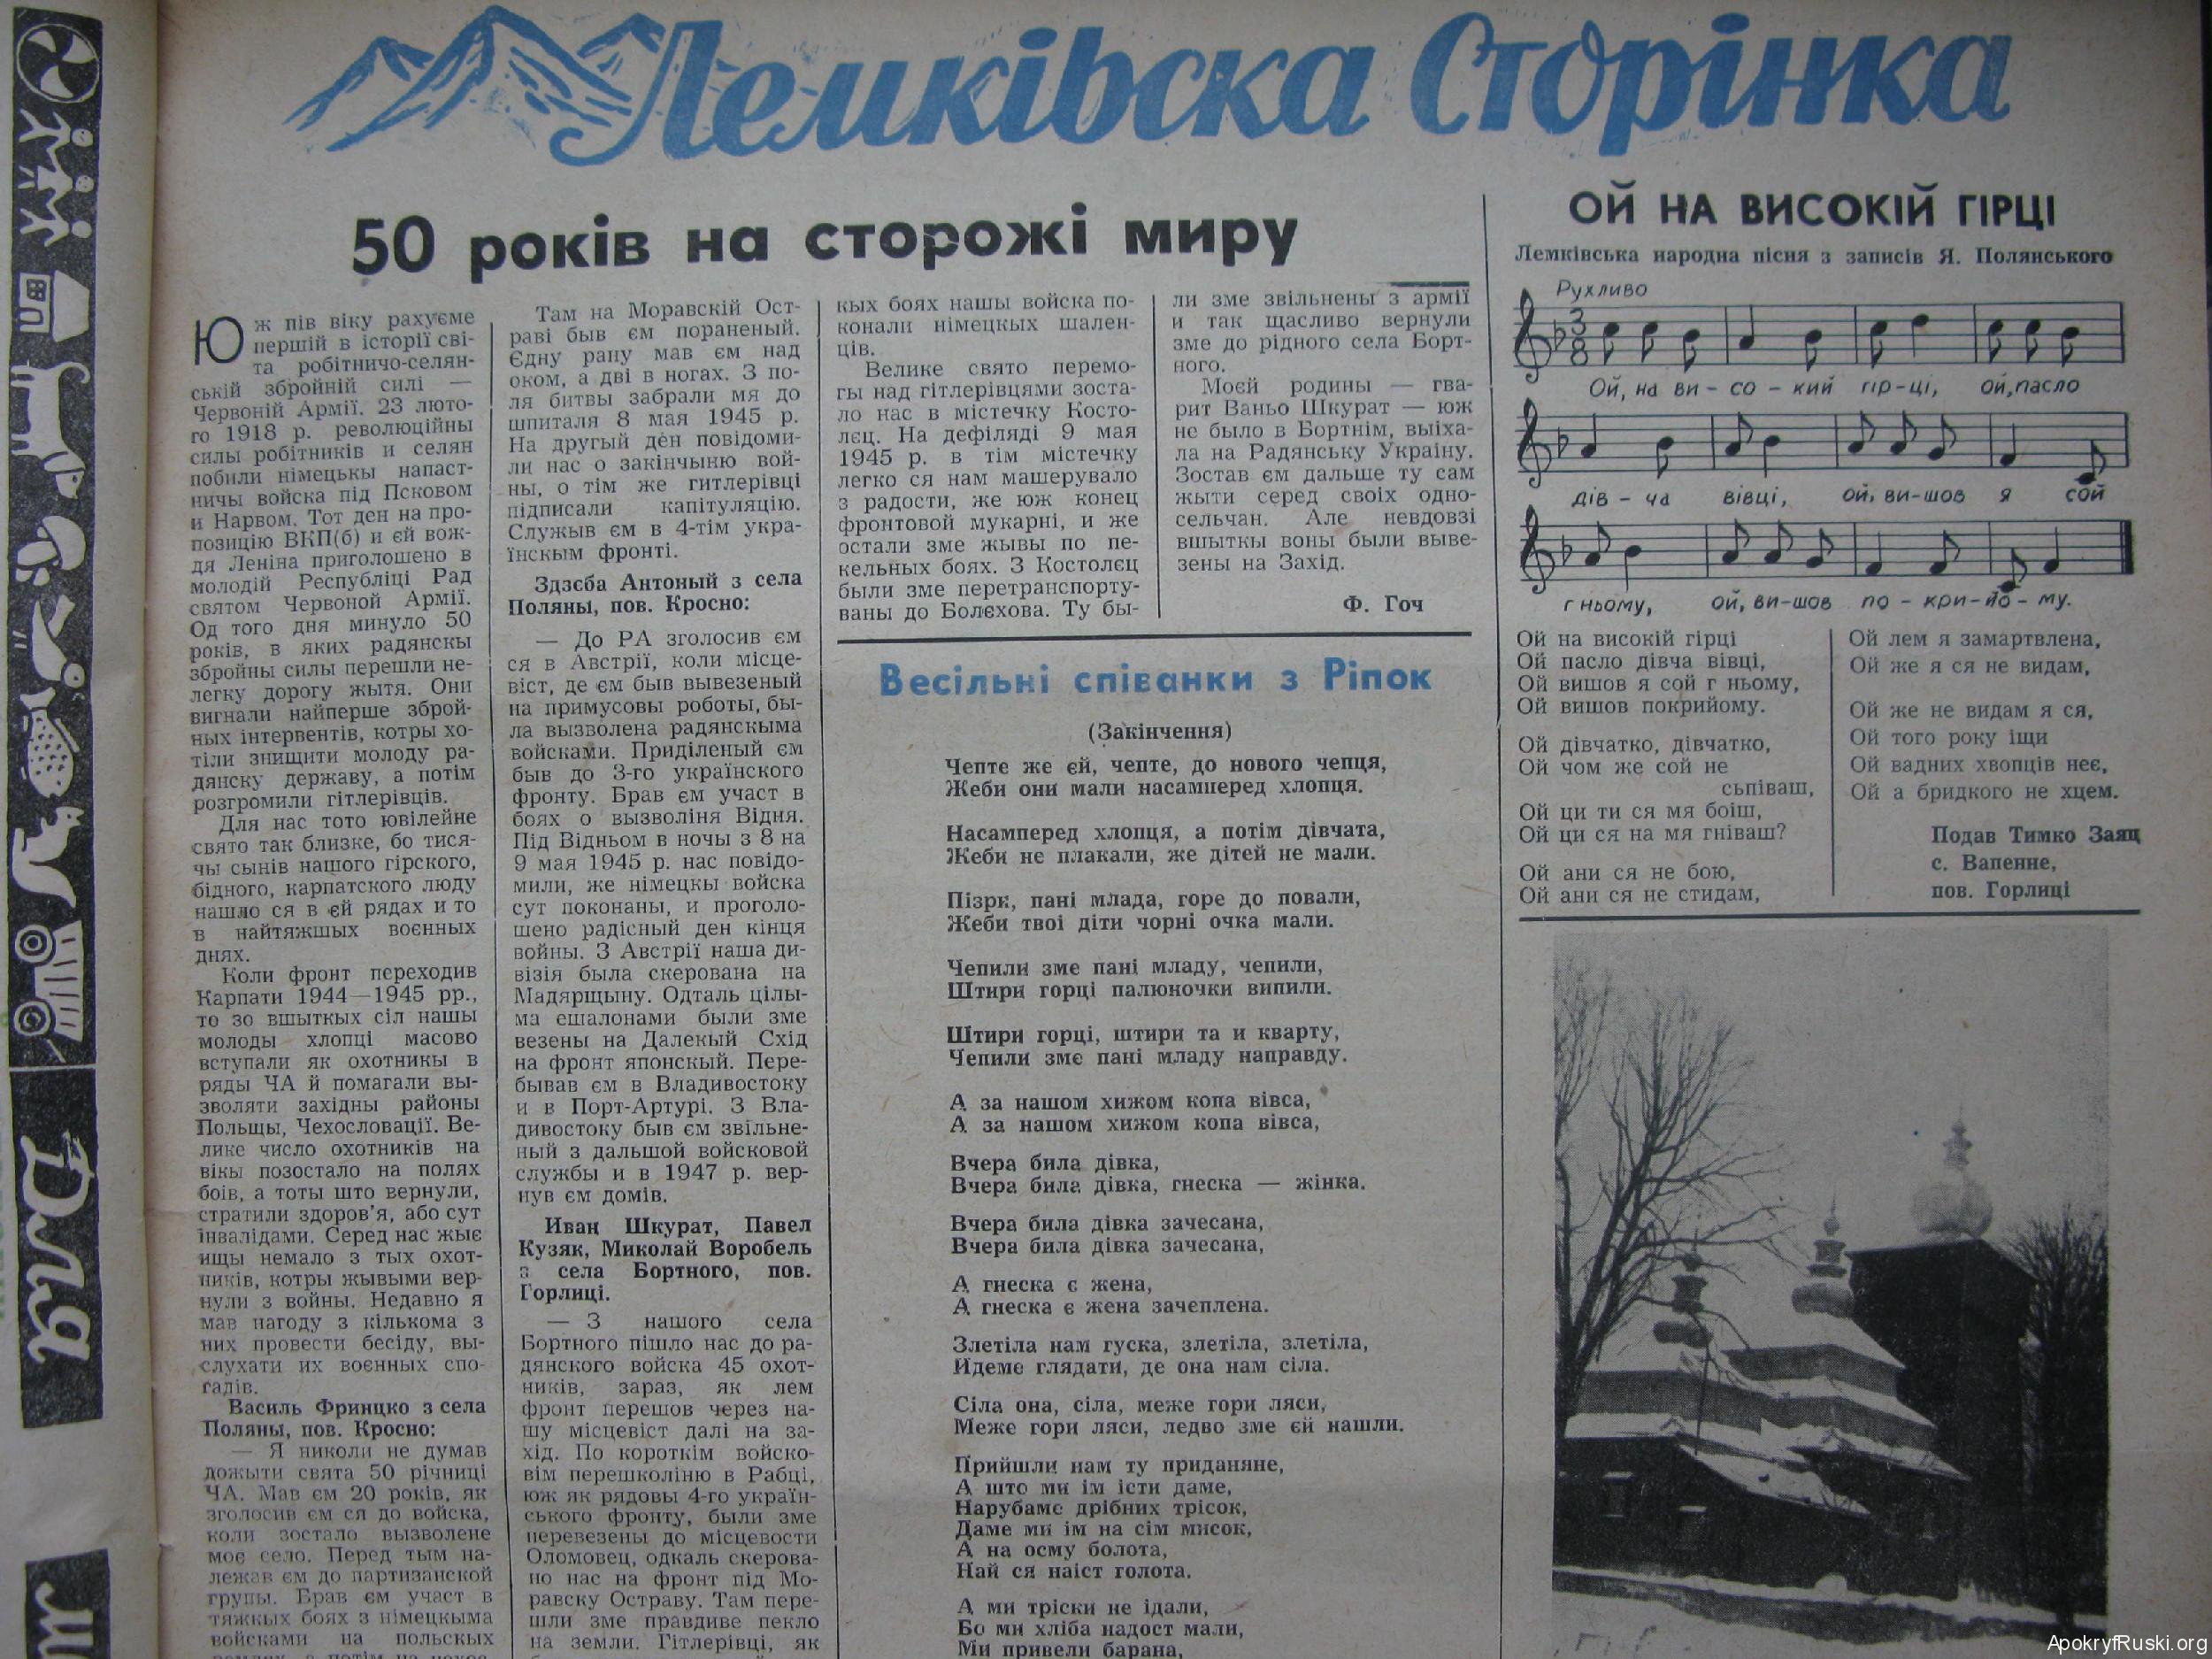 Лемківска Сторінка
50 років на сторожі миру
Юж пів віку рахуєме
першій в історії сві-
та робітничо-селян-
ській збройній силі —
Червоній Армії. 23 люто-
го 1918 р. революційны
силы робітників и селян
побили німецькы напаст-
ничы войска під Псковом
и Нарвом. Тот ден на про-
позицію ВКП(б) и єй вож-
дя Леніна приголошено в
молодій Республіці Рад
святом Червоной Армії.
Од того дня минуло 50
років, в яких радянскы
збройны силы перешли не-
легку дорогу жытя. Они
вигнали найперше зброй-
ных інтервентів, котры хо-
тіли знищити молоду ра-
дянску державу, а потім
розгромили гітлерівців.
Для нас тото ювілейне
свято так близке, бо тися-
чы сынів нашого гірского,
бідного, карпатского люду
нашло ся в єй рядах и то
в найтяжшых воєнных
днях.
Коли фронт переходив
Карпати 1944—1945 рр.,
то зо вшытких сіл нашы
молоды хлопці масово
вступали як охотникы в
ряды ЧА й помагали вы-
зволяти західны районы
Польщы, Чехословації. Ве-
лике число охотників на
вікы позостало на полях
боів, а тоты што вернули,
стратили здоров'я, або сут
інвалідами. Серед нас жыє
ищы немало з тых охот-
ників, котры жывыми вер-
нули з войны. Недавно я
мав нагоду з кількома з
них провести бесіду, вы-
слухати их воєнных спо-
гадів.
Василь Фринцко з села
Поляны, пов. Кросно:
— Я николи не думав
дожыти свята 50 річниці
ЧА. Мав єм 20 років, як
зголосив єм ся до войска,
коли зостало вызволене
моє село. Перед тым на-
лежав єм до партизанской
групы. Брав єм участ в
тяжкых боях з німецкыма
войсками на польскых
Там на Моравскій Ост-
раві быв єм пораненый.
Єдну рану мав єм над
оком, а дві в ногах. З по-
ля битвы забрали мя до
шпиталя 8 мая 1945 р.
На другый ден повідоми-
ли нас о закінчыню вой-
ны, о тім же гитлерівці
підписали капітуляцію.
Служыв єм в 4-тім укра-
їнскым фронті.
Здзєба Антоный з села
Поляны, пов. Кросно:
— До РА зголосив єм
ся в Австрії, коли місце-
віст, де єм быв вывезеный
на примусовы роботы, бы-
ла вызволена радянскыма
войсками. Приділеный єм
быв до 3-го українского
фронту. Брав єм участ в
боях о вызволіня Відня.
Під Відньом в ночы з 8 на
9 мая 1945 р. нас повідо-
мили, же німецкы войска
сут поконаны, и проголо-
шено радісный ден кінця
войны. З Австрії наша ди-
візія была скерована на
Мадярщыну. Одталь цілы-
ма ешалонами были зме
везены на Далекый Схід
на фронт японскый. Пере-
бывав єм в Владивостоку
и в Порт-Артурі. З Вла-
дивостоку быв єм звільне-
ный з дальшой войсковой
службы и в 1947 р. вер-
нув єм домів.
Иван Шкурат, Павел
Кузяк, Миколай Воробель
з села Бортного, пов.
Горлиці.
— З нашого села
Бортного пішло нас до ра-
дянского войска 45 охот-
ників, зараз, як лем
фронт перешов через на-
шу місцевіст далі на за-
хід. По короткім войско-
вім перешколіню в Рабці,
юж як рядовы 4-го україн-
ського фронту, были зме
перевезены до місцевости
Оломовец, одкаль скерова-
но нас на фронт під Мо-
равску Остраву. Там пере-
шли зме правдиве пекло
на земли. Гітлерівці, як
кых боях нашы войска по-
конали німецкых шален-
ців.
Велике свято перемо-
гы над гітлерівцями зоста-
ло нас в містечку Косто-
лєц. На дефіляді 9 мая
1945 р. в тім містечку
легко ся нам машерувало
з радости, же юж конец
фронтовой мукарні, и же
остали зме жывы по пе-
кельных боях. З Костолєц
были зме перетранспорту-
ваны до Болєхова. Ту бы-
ли зме звільнены з армії
и так щасливо вернули
зме до рідного села Борт-
ного.
Моєй родины — гва-
рит Ваньо Шкурат — юж
не было в Бортнім, выіха-
ла на Радянську Украіну.
Зостав єм дальше ту сам
жыти серед своіх одно-
сельчан. Але невдовзі
вшыткы воны были выве-
зены на Захід.
Ф. Гоч
Весільні співанки з Ріпок
(Закінчення)
Чепте же єй, чепте, до нового чепця,
Жеби они мали насамперед хлопця.
Насамперед хлопця, а потім дівчата,
Жеби не плакали, же дітей не мали.
Пізри, пані млада, горе до повали,
Жеби твоі діти чорні очка мали.
Чепили зме пані младу, чепили,
Штири горці палюночки випили.
Штири горці, штири та и кварту,
Чепили зме пані младу направду.
А за нашом хижом копа вівса,
А за нашом хижом копа вівса,
Вчера била дівка,
Вчера била дівка, гнеска — жінка.
Вчера била дівка зачесана,
Вчера била дівка зачесана,
А гнеска є жена,
А гнеска є жена зачеплена.
Злетіла нам гуска, злетіла, злетіла,
Идеме глядати, де она нам сіла.
Сіла она, сіла, меже гори ляси,
Меже гори ляси, ледво зме єй нашли.
Прийшли нам ту приданяне,
А што ми ім істи даме,
Нарубаме дрібних трісок,
Даме ми ім на сім мисок,
А на осму болота,
Най ся наіст голота.
А ми тріски не ідали,
Бо ми хліба надост мали,
Ми привели барана,
ОЙ НА ВИСОКІЙ ГІРЦІ
Лемківська народна пісня з записів Я. Полянського
Рухливо
3
8
Ой, на ви-со-кий гір-ці, ой, пасло
дів-ча вівці, ой, ви-шов я сой
г ньому, ой, ви-шов по-кри-йо-му.
Ой на високій гірці
Ой пасло дівча вівці,
Ой вишов я сой г ньому,
Ой вишов покрийому.
Ой дівчатко, дівчатко,
Ой чом же сой не
сьпіваш,
Ой ци ти ся мя боіш,
Ой ци ся на мя гніваш?
Ой ани ся не бою,
Ой ани ся не стидам,
Ой лем я замартвлена,
Ой же я ся не видам,
Ой же не видам я ся,
Ой того року іщи
Ой вадних хвопців неє,
Ой а бридкого не хцем.
Подав Тимко Заяц
с. Вапенне,
пов. Горлиці
Для
ApokryfRuski.org